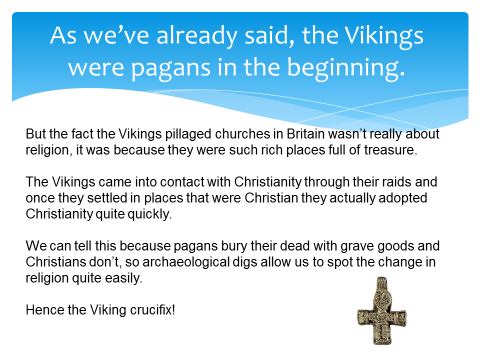 As we’ve already said, the Vikings
were pagans in the beginning.
But the fact the Vikings pillaged churches in Britain wasn’t really about
religion, it was because they were such rich places full of treasure.
The Vikings came into contact with Christianity through their raids and
once they settled in places that were Christian they actually adopted
Christianity quite quickly.
We can tell this because pagans bury their dead with grave goods and
Christians don’t, so archaeological digs allow us to spot the change in
religion quite easily.
Hence the Viking crucifix!